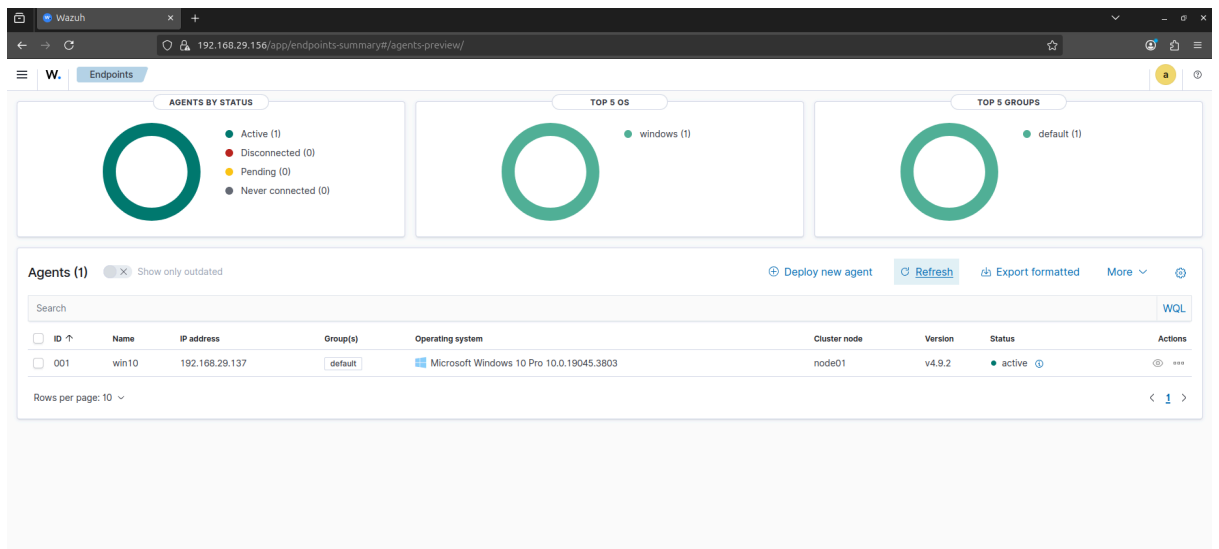 Wazuh
192.168.29.156/app/endpoints-summary#/agents-preview/
W. Endpoints a
AGENTS BY STATUS
Active (1)
Disconnected (0)
Pending (0)
Never connected (0)
TOP 5 OS
windows (1)
TOP 5 GROUPS
default (1)
Agents (1) Show only outdated Deploy new agent Refresh Export formatted More
Search WQL
ID Name IP address Group(s) Operating system Cluster node Version Status Actions
001 win10 192.168.29.137 default Microsoft Windows 10 Pro 10.0.19045.3803 node01 v4.9.2 active
Rows per page: 10 1